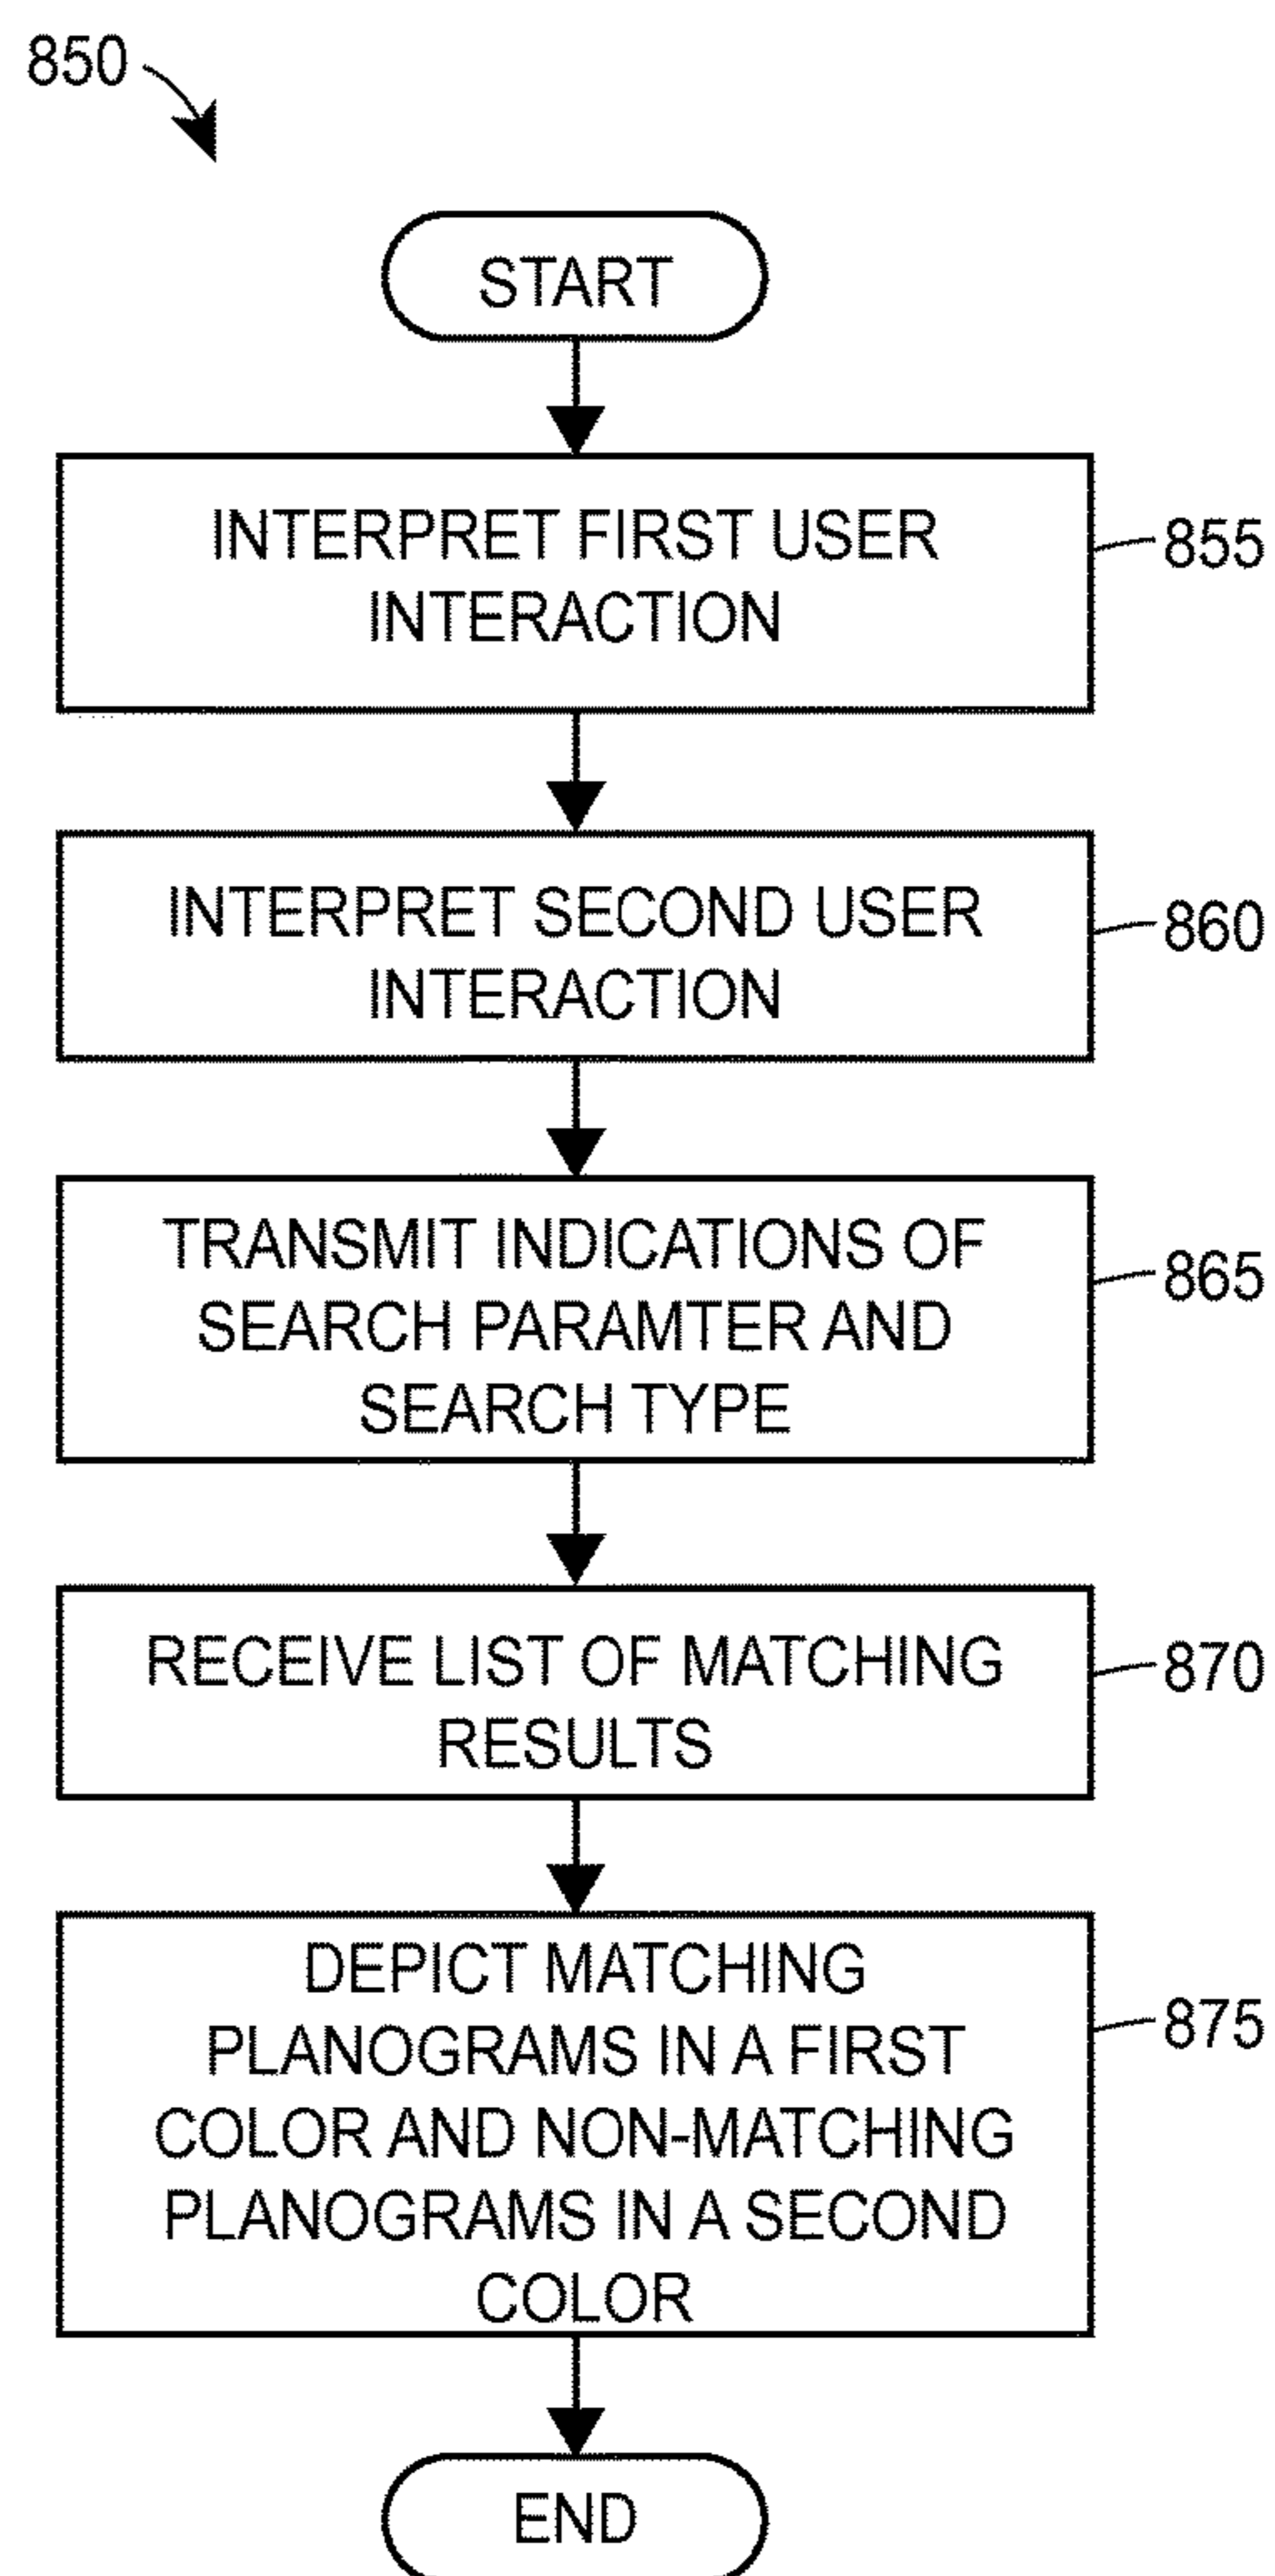 850
START
INTERPRET FIRST USER
INTERACTION
855
INTERPRET SECOND USER
INTERACTION
860
TRANSMIT INDICATIONS OF
SEARCH PARAMTER AND
SEARCH TYPE
865
RECEIVE LIST OF MATCHING
RESULTS
870
DEPICT MATCHING
PLANOGRAMS IN A FIRST
COLOR AND NON-MATCHING
PLANOGRAMS IN A SECOND
COLOR
875
END